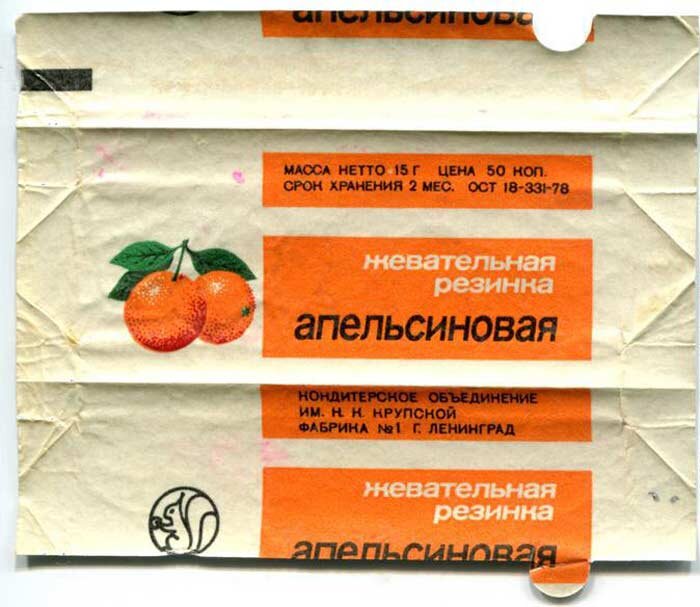 апельсиновая
МАССА НЕТТО 15 Г ЦЕНА 50 КОП.
СРОК ХРАНЕНИЯ 2 МЕС. ОСТ 18-331-78
жевательная
резинка
апельсиновая
КОНДИТЕРСКОЕ ОБЪЕДИНЕНИЕ
ИМ. Н. К. КРУПСКОЙ
ФАБРИКА №1 Г. ЛЕНИНГРАД
жевательная
резинка
апельсиновая